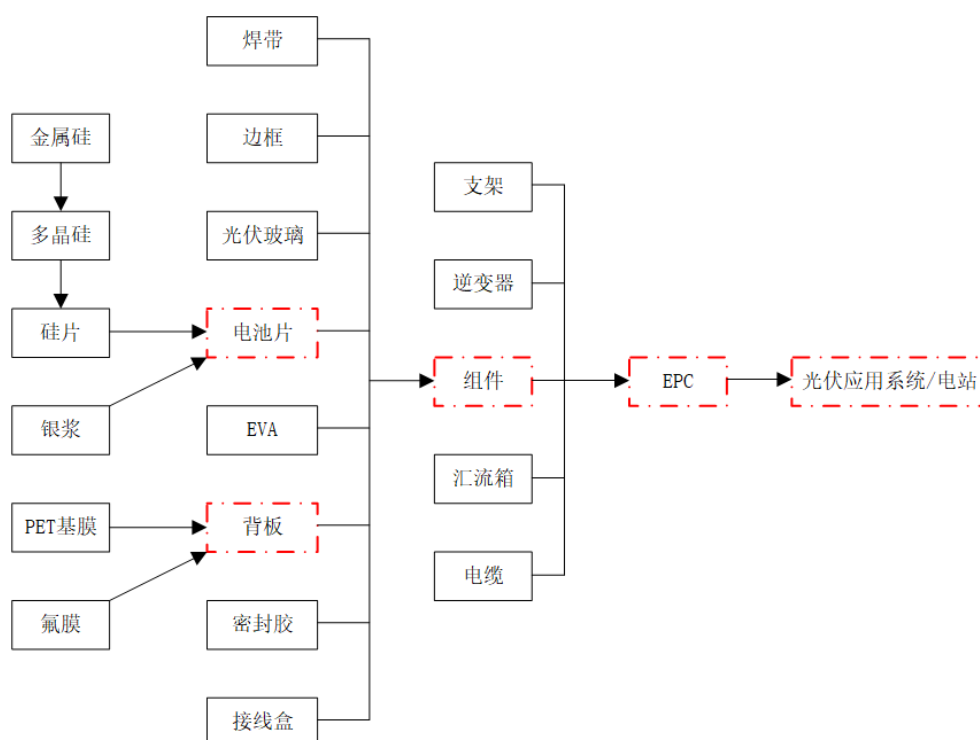 焊带
边框
金属硅
支架
多晶硅
光伏玻璃
逆变器
硅片
电池片
组件
EPC
光伏应用系统/电站
银浆
EVA
汇流箱
PET基膜
背板
电缆
氟膜
密封胶
接线盒